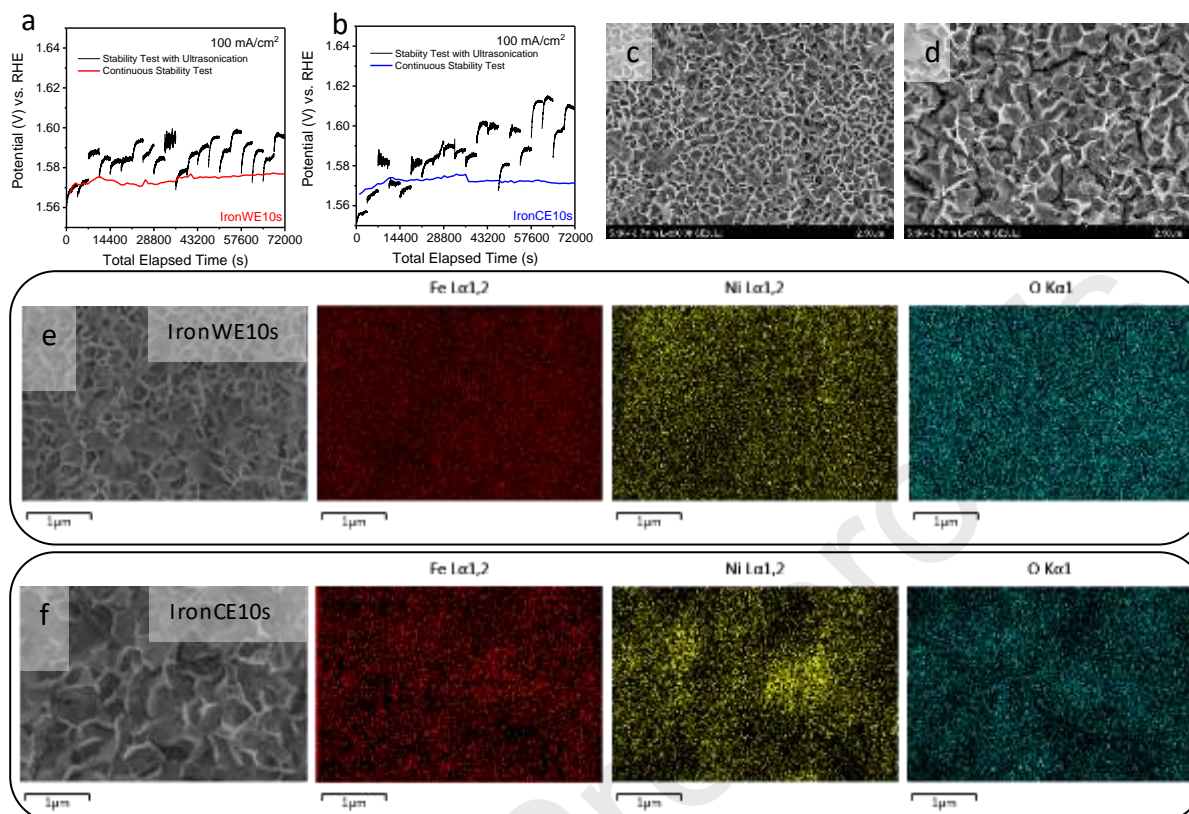 a
100 mA/cm²
Stability Test with Ultrasonication
Continuous Stability Test
Potential (V) vs. RHE
1.64
1.62
1.60
1.58
1.56
IronWE10s
0 14400 28800 43200 57600 72000
Total Elapsed Time (s)
b
100 mA/cm²
Stability Test with Ultrasonication
Continuous Stability Test
Potential (V) vs. RHE
1.64
1.60
1.56
IronCE10s
0 14400 28800 43200 57600 72000
Total Elapsed Time (s)
c
d
e
IronWE10s
Fe Lα1,2
Ni Lα1,2
O Kα1
1μm
1μm
1μm
1μm
f
IronCE10s
Fe Lα1,2
Ni Lα1,2
O Kα1
1μm
1μm
1μm
1μm